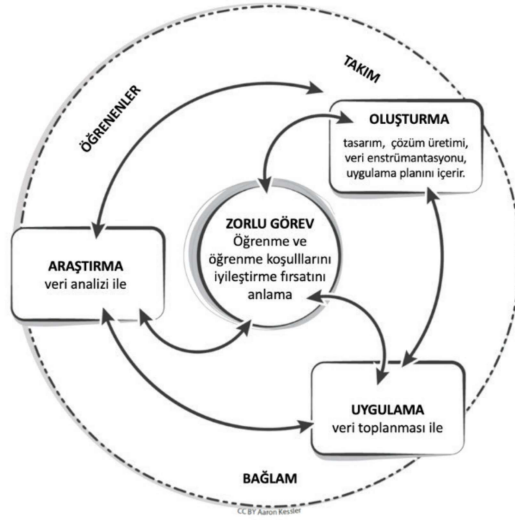 TAKIM
ÖĞRENENLER
OLUŞTURMA
tasarım, çözüm üretimi,
veri enstrümantasyonu,
uygulama planını içerir.
ZORLU GÖREV
Öğrenme ve
öğrenme koşulllarını
iyileştirme fırsatını
anlama
ARAŞTIRMA
veri analizi ile
UYGULAMA
veri toplanması ile
BAĞLAM
CC BY Aaron Kessler